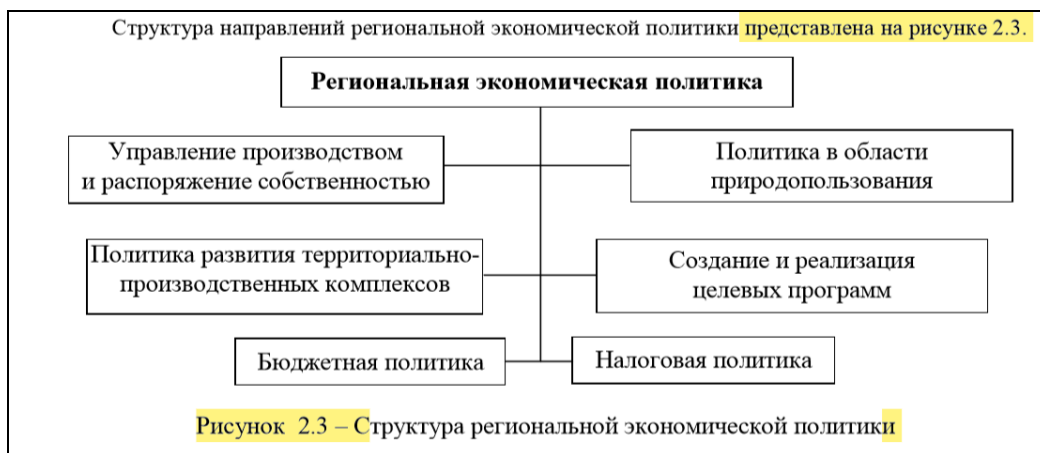 Структура направлений региональной экономической политики представлена на рисунке 2.3.
Региональная экономическая политика
Управление производством
и распоряжение собственностью
Политика в области
природопользования
Политика развития территориально-
производственных комплексов
Создание и реализация
целевых программ
Бюджетная политика
Налоговая политика
Рисунок 2.3 – Структура региональной экономической политики